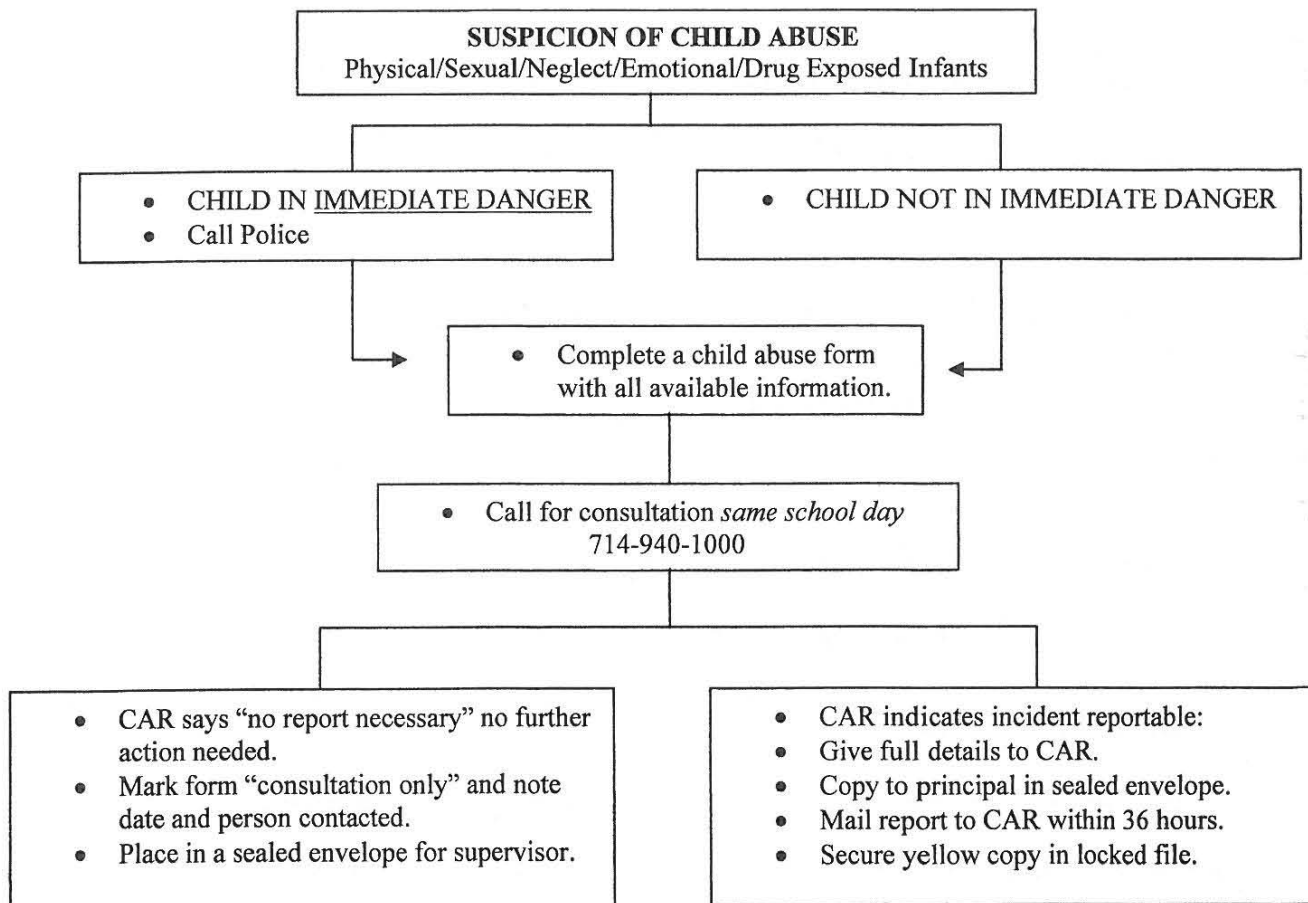 SUSPICION OF CHILD ABUSE
Physical/Sexual/Neglect/Emotional/Drug Exposed Infants
• CHILD IN IMMEDIATE DANGER
• Call Police
• CHILD NOT IN IMMEDIATE DANGER
• Complete a child abuse form
with all available information.
• Call for consultation same school day
714-940-1000
• CAR says “no report necessary” no further
action needed.
• Mark form “consultation only” and note
date and person contacted.
• Place in a sealed envelope for supervisor.
• CAR indicates incident reportable:
• Give full details to CAR.
• Copy to principal in sealed envelope.
• Mail report to CAR within 36 hours.
• Secure yellow copy in locked file.